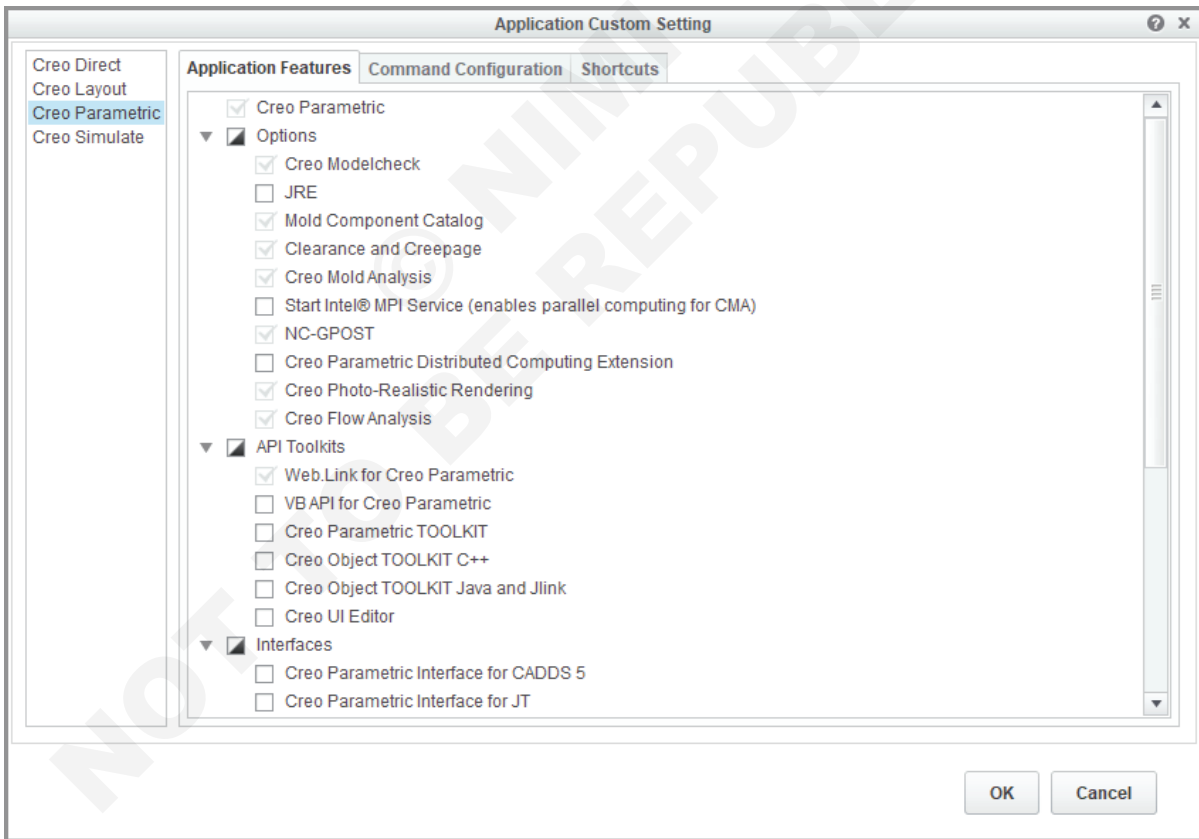 Application Custom Setting
Creo Direct
Creo Layout
Creo Parametric
Creo Simulate
Application Features Command Configuration Shortcuts
Creo Parametric
Options
Creo Modelcheck
JRE
Mold Component Catalog
Clearance and Creepage
Creo Mold Analysis
Start Intel® MPI Service (enables parallel computing for CMA)
NC-GPOST
Creo Parametric Distributed Computing Extension
Creo Photo-Realistic Rendering
Creo Flow Analysis
API Toolkits
Web.Link for Creo Parametric
VB API for Creo Parametric
Creo Parametric TOOLKIT
Creo Object TOOLKIT C++
Creo Object TOOLKIT Java and Jlink
Creo UI Editor
Interfaces
Creo Parametric Interface for CADDS 5
Creo Parametric Interface for JT
OK Cancel
© NIMI
NOT TO BE REPUBL